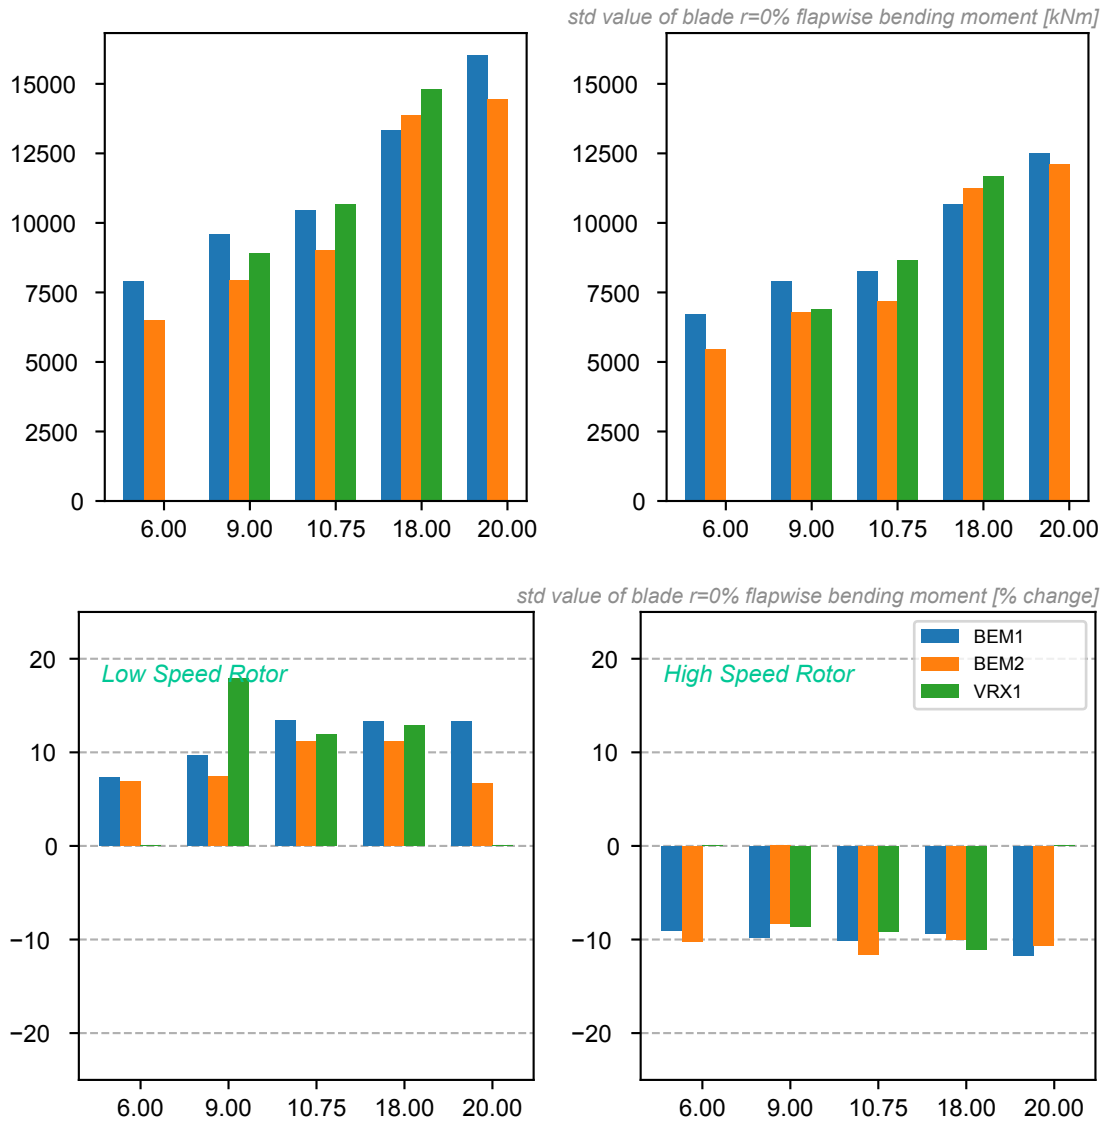 std value of blade r=0% flapwise bending moment [kNm]
15000
12500
10000
7500
5000
2500
0
6.00 9.00 10.75 18.00 20.00
15000
12500
10000
7500
5000
2500
0
6.00 9.00 10.75 18.00 20.00
std value of blade r=0% flapwise bending moment [% change]
Low Speed Rotor
20
10
0
−10
−20
6.00 9.00 10.75 18.00 20.00
High Speed Rotor
BEM1
BEM2
VRX1
20
10
0
−10
−20
6.00 9.00 10.75 18.00 20.00